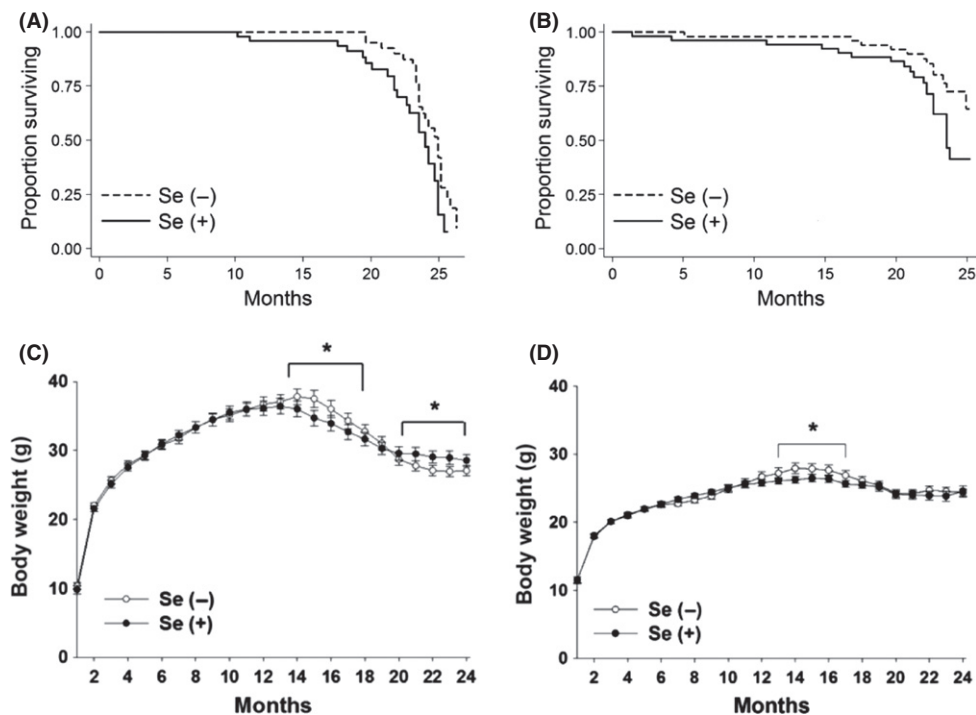 (A)
Proportion surviving
1.00
0.75
0.50
0.25
0.00
Se (–)
Se (+)
0 5 10 15 20 25
Months
(B)
Proportion surviving
1.00
0.75
0.50
0.25
0.00
Se (–)
Se (+)
0 5 10 15 20 25
Months
(C)
Body weight (g)
40
30
20
10
0
*
*
Se (–)
Se (+)
2 4 6 8 10 12 14 16 18 20 22 24
Months
(D)
Body weight (g)
40
30
20
10
0
*
Se (–)
Se (+)
2 4 6 8 10 12 14 16 18 20 22 24
Months